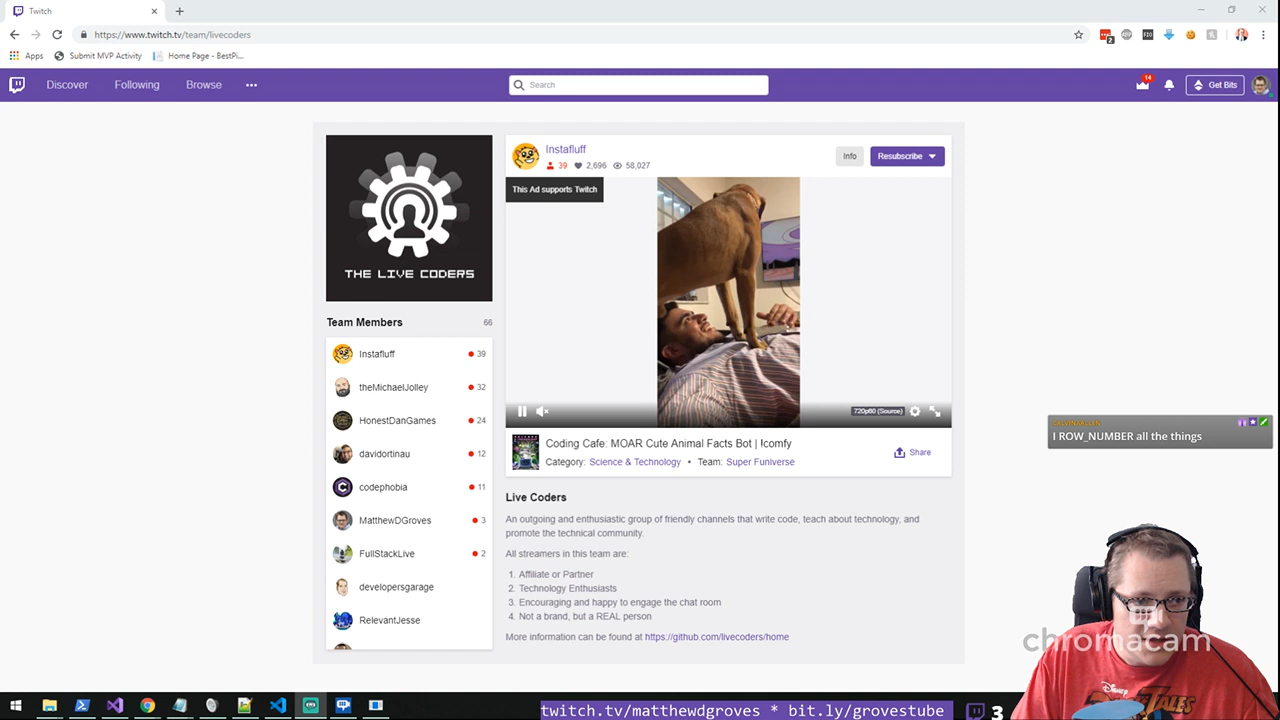 Twitch
https://www.twitch.tv/team/livecoders
Apps
Submit MVP Activity
Home Page - BestPi...
2
Discover
Following
Browse
Search
14
Get Bits
THE LIVE CODERS
Instafluff
39
2,696
58,027
Info
Resubscribe
This Ad supports Twitch
720p60 (Source)
Coding Cafe: MOAR Cute Animal Facts Bot | !comfy
Category: Science & Technology • Team: Super Funiverse
Share
Team Members 66
Instafluff 39
theMichaelJolley 32
HonestDanGames 24
davidortinau 12
codephobia 11
MatthewDGroves 3
FullStackLive 2
developersgarage
RelevantJesse
Live Coders
An outgoing and enthusiastic group of friendly channels that write code, teach about technology, and
promote the technical community.
All streamers in this team are:
1. Affiliate or Partner
2. Technology Enthusiasts
3. Encouraging and happy to engage the chat room
4. Not a brand, but a REAL person
More information can be found at https://github.com/livecoders/home
I ROW_NUMBER all the things
chromacam
Disney
TALES
twitch.tv/matthewdgroves * bit.ly/grovestube
3